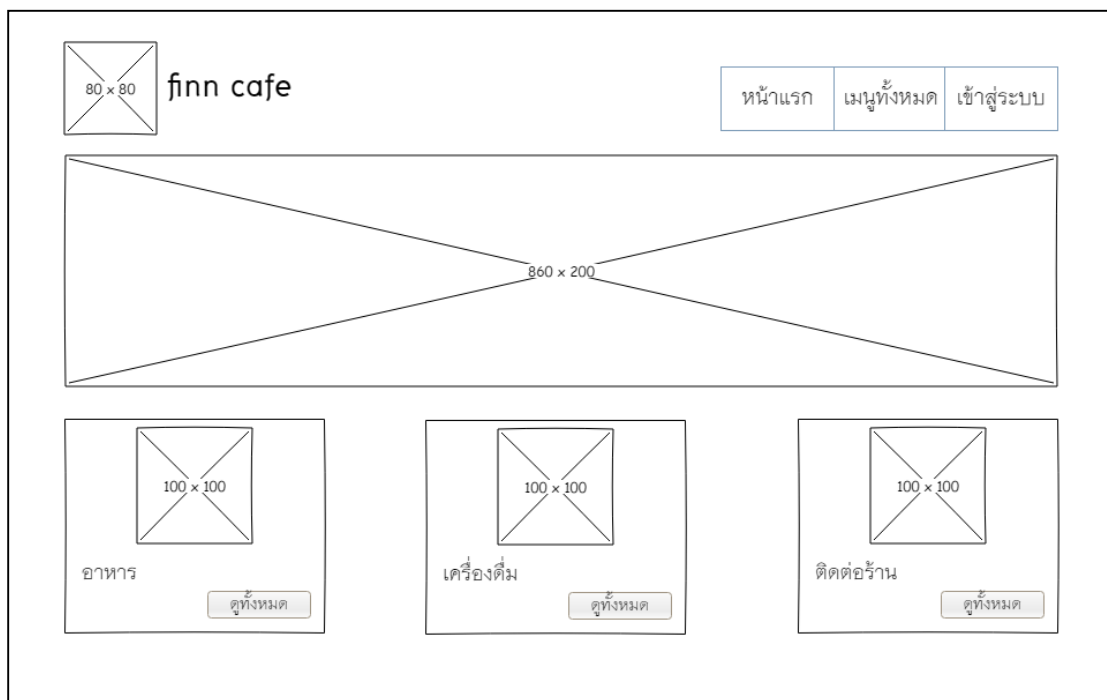 80 x 80
finn cafe
หน้าแรก
เมนูทั้งหมด
เข้าสู่ระบบ
860 x 200
100 x 100
100 x 100
100 x 100
อาหาร
เครื่องดื่ม
ติดต่อร้าน
ดูทั้งหมด
ดูทั้งหมด
ดูทั้งหมด